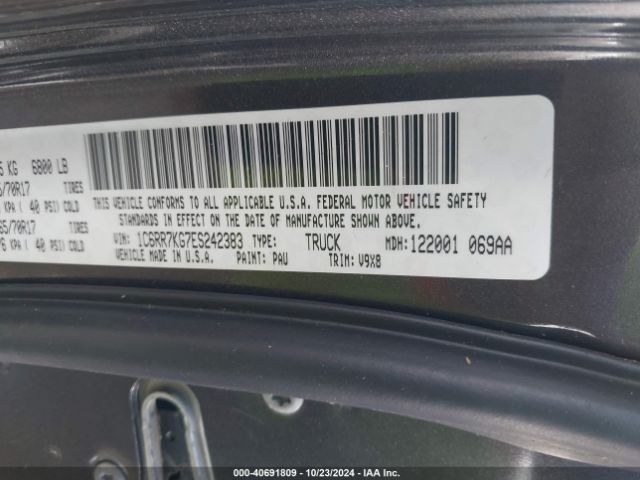 5 KG 6800 LB
5/70R17 TIRES
KPA ( 40 PSI) COLD
65/70R17 TIRES
6 KPA ( 40 PSI) COLD
THIS VEHICLE CONFORMS TO ALL APPLICABLE U.S.A. FEDERAL MOTOR VEHICLE SAFETY
STANDARDS IN EFFECT ON THE DATE OF MANUFACTURE SHOWN ABOVE.
VIN: 1C6RR7KG7ES242383 TYPE: TRUCK MDH: 122001 069AA
VEHICLE MADE IN U.S.A. PAINT: PAU TRIM: V9X8
000-40691809 | 10/23/2024 | IAA, Inc.